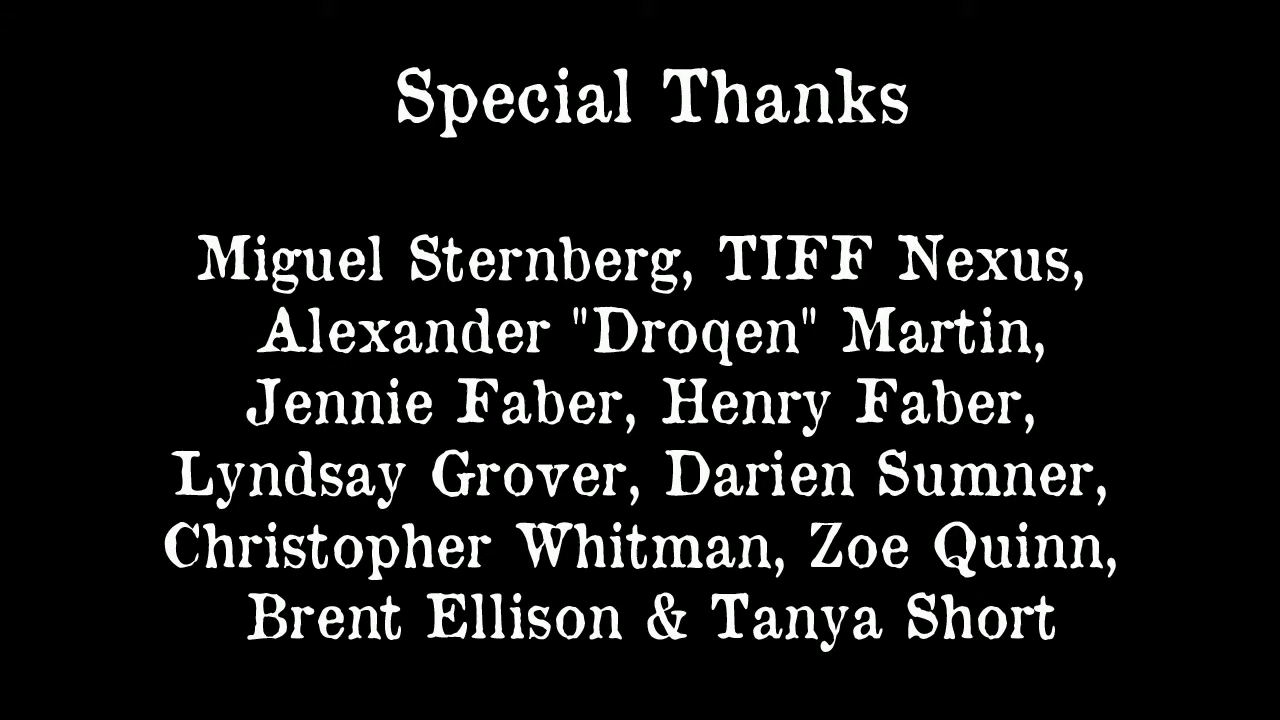 Special Thanks
Miguel Sternberg, TIFF Nexus,
Alexander "Droqen" Martin,
Jennie Faber, Henry Faber,
Lyndsay Grover, Darien Sumner,
Christopher Whitman, Zoe Quinn,
Brent Ellison & Tanya Short